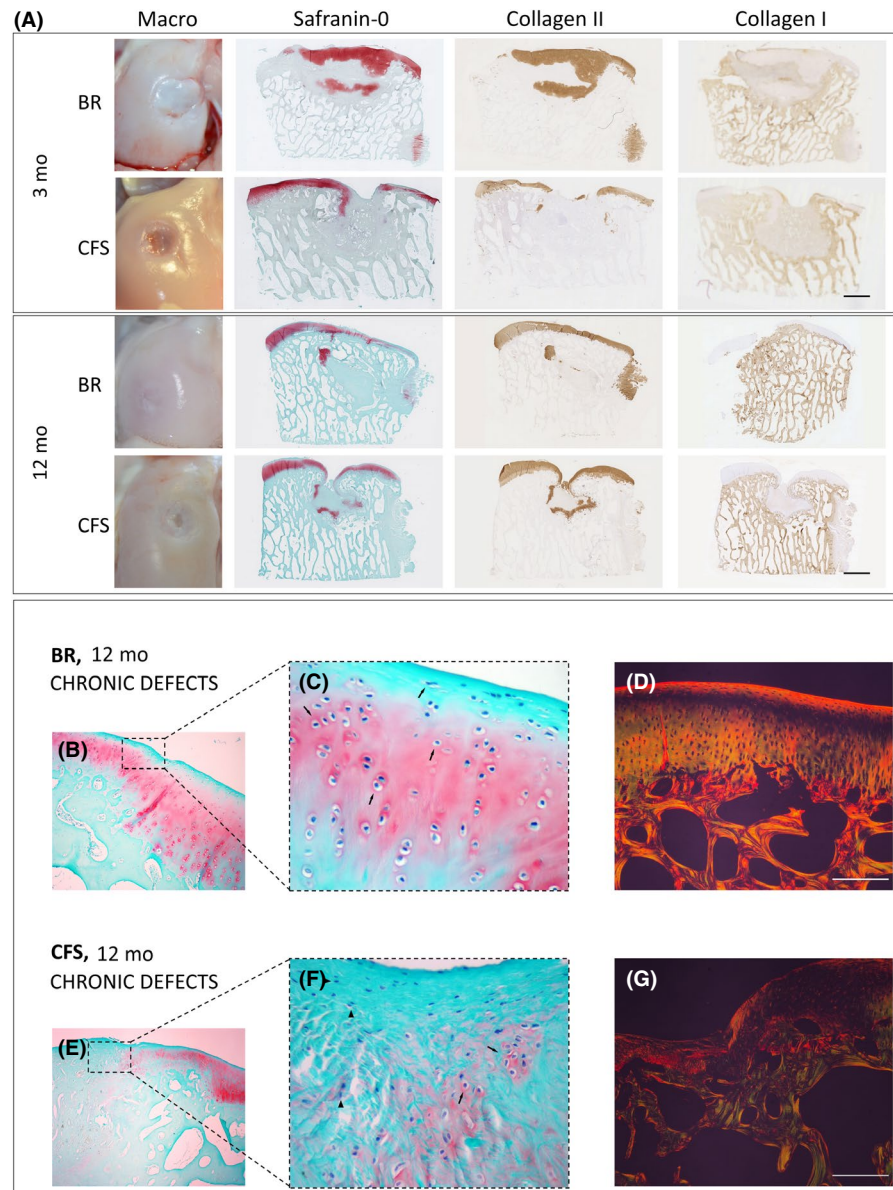 (A) Macro Safranin-0 Collagen II Collagen I
3 mo
BR
CFS
12 mo
BR
CFS
BR, 12 mo
CHRONIC DEFECTS
(B)
(C)
(D)
CFS, 12 mo
CHRONIC DEFECTS
(E)
(F)
(G)